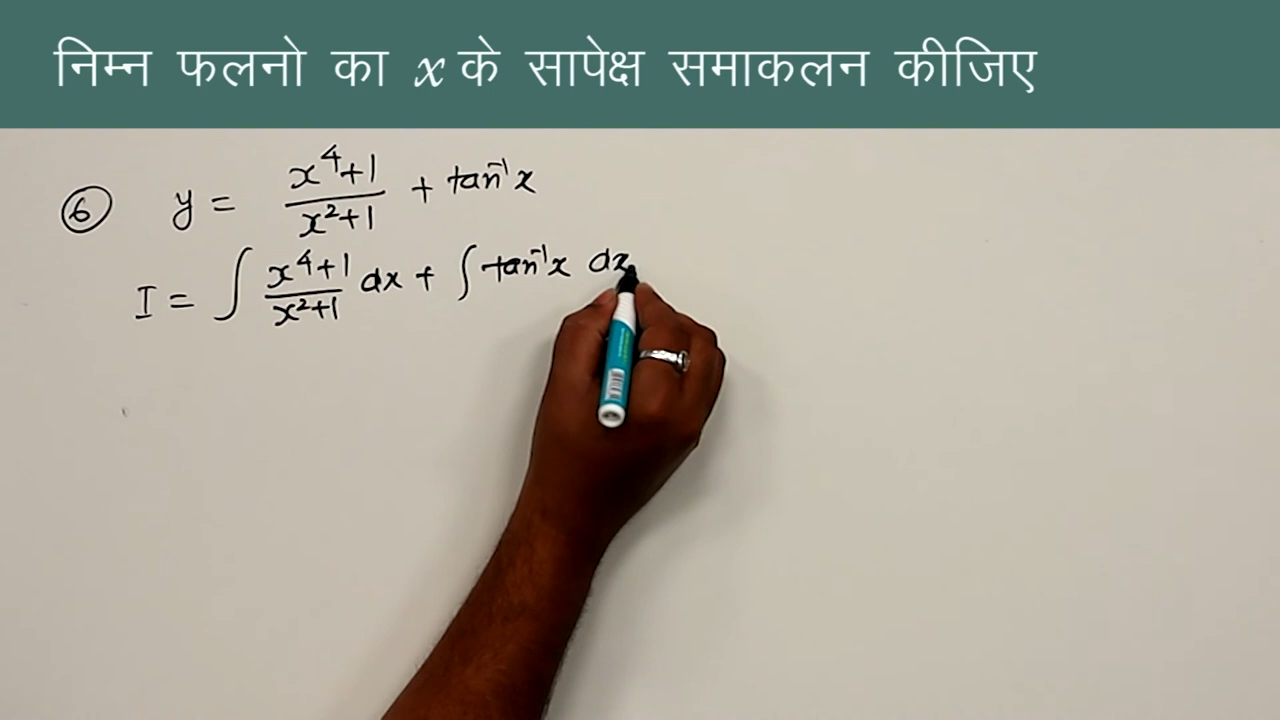 निम्न फलनो का x के सापेक्ष समाकलन कीजिए
⑥ y = (x⁴+1)/(x²+1) + tan⁻¹x
I = ∫ (x⁴+1)/(x²+1) dx + ∫ tan⁻¹x dx